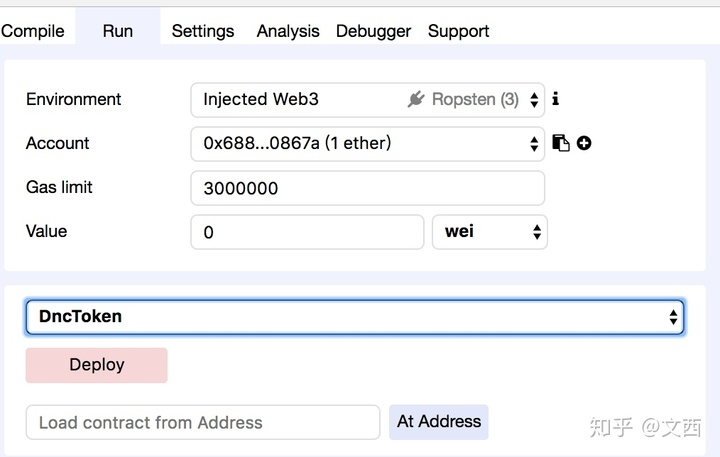 Compile Run Settings Analysis Debugger Support
Environment Injected Web3 Ropsten (3)
Account 0x688...0867a (1 ether)
Gas limit 3000000
Value 0 wei
DncToken
Deploy
Load contract from Address At Address
知乎 @文西